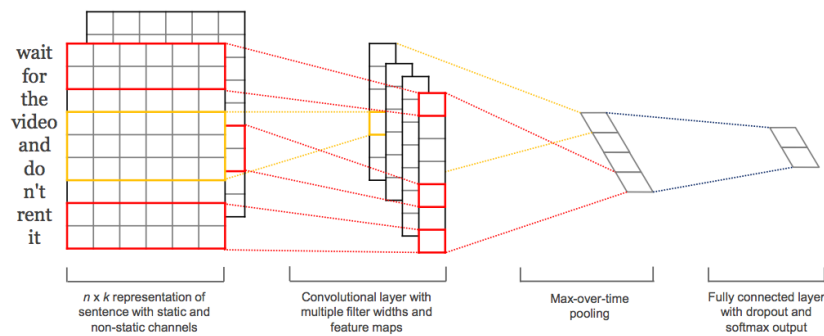 wait
for
the
video
and
do
n't
rent
it
n x k representation of
sentence with static and
non-static channels
Convolutional layer with
multiple filter widths and
feature maps
Max-over-time
pooling
Fully connected layer
with dropout and
softmax output